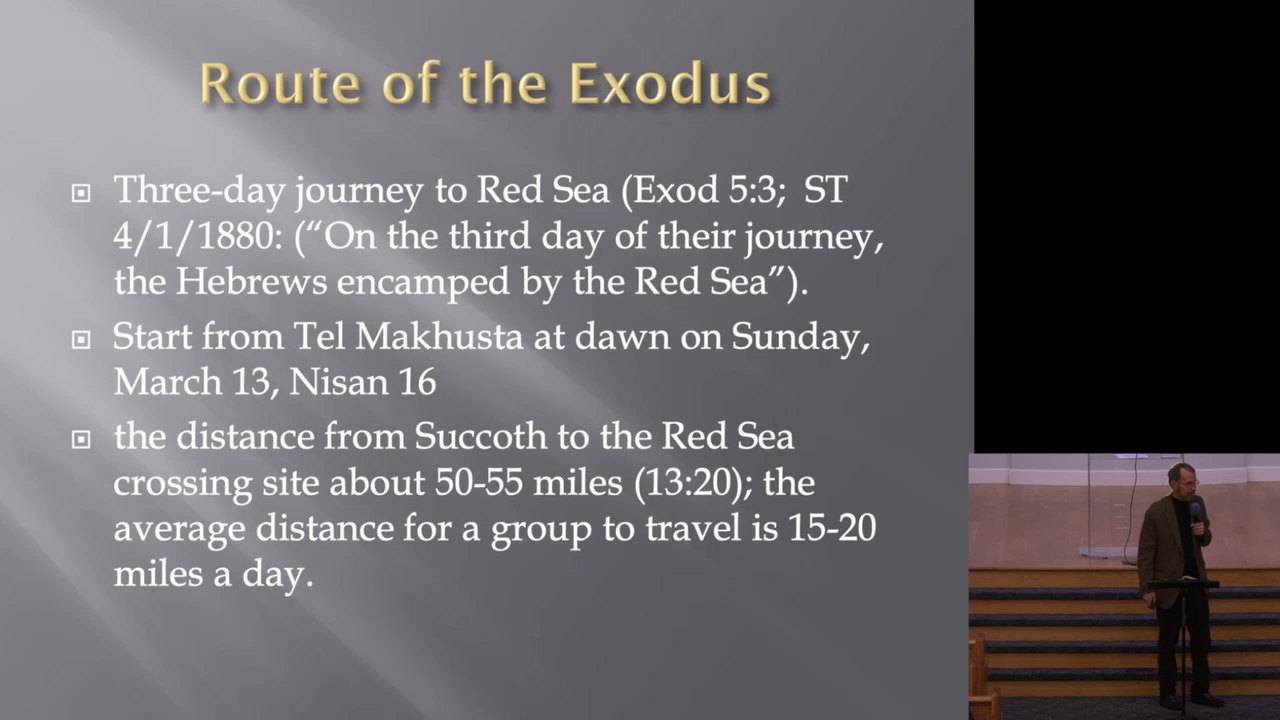 Route of the Exodus
Three-day journey to Red Sea (Exod 5:3; ST
4/1/1880: (“On the third day of their journey,
the Hebrews encamped by the Red Sea”).
Start from Tel Makhusta at dawn on Sunday,
March 13, Nisan 16
the distance from Succoth to the Red Sea
crossing site about 50-55 miles (13:20); the
average distance for a group to travel is 15-20
miles a day.